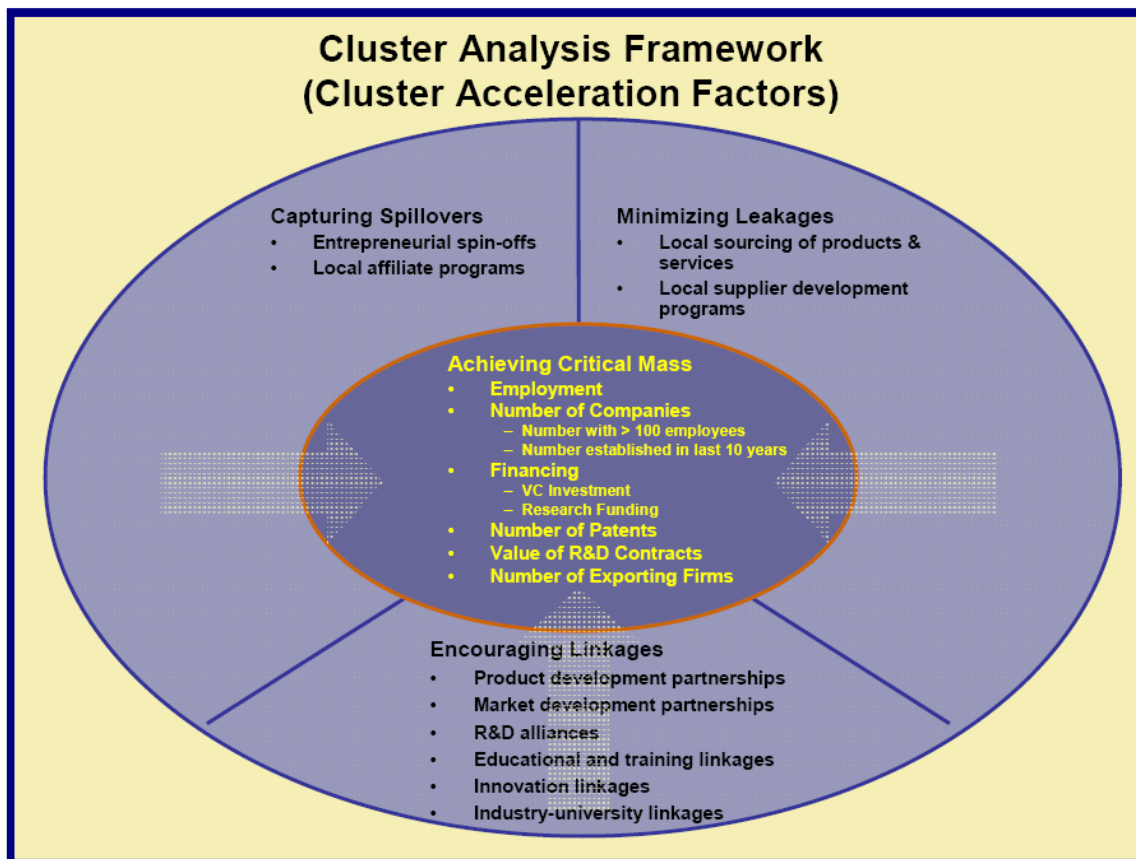 Cluster Analysis Framework
(Cluster Acceleration Factors)
Capturing Spillovers
• Entrepreneurial spin-offs
• Local affiliate programs
Minimizing Leakages
• Local sourcing of products &
services
• Local supplier development
programs
Achieving Critical Mass
• Employment
• Number of Companies
– Number with > 100 employees
– Number established in last 10 years
• Financing
– VC Investment
– Research Funding
• Number of Patents
• Value of R&D Contracts
• Number of Exporting Firms
Encouraging Linkages
• Product development partnerships
• Market development partnerships
• R&D alliances
• Educational and training linkages
• Innovation linkages
• Industry-university linkages